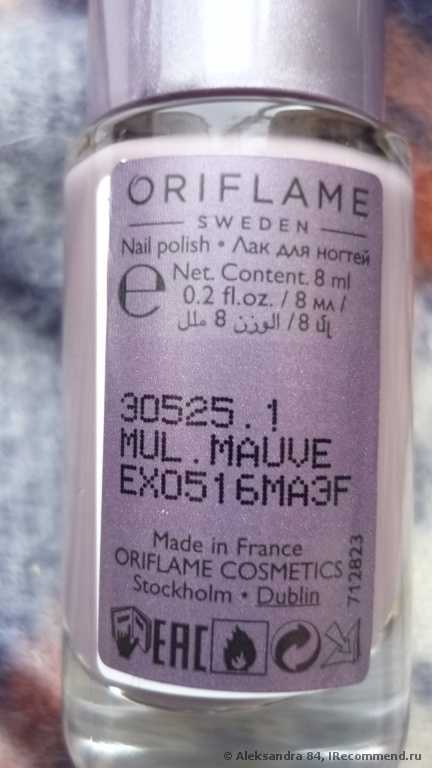 ORIFLAME
SWEDEN
Nail polish • Лак для ногтей
e Net. Content. 8 ml
0.2 fl.oz. / 8 мл /
8 مل / الوزن 8 ملل
30525.1
MUL.MAUVE
EX0516MA3F
Made in France
ORIFLAME COSMETICS
Stockholm • Dublin
712823
EAC
© Aleksandra 84, IRecommend.ru